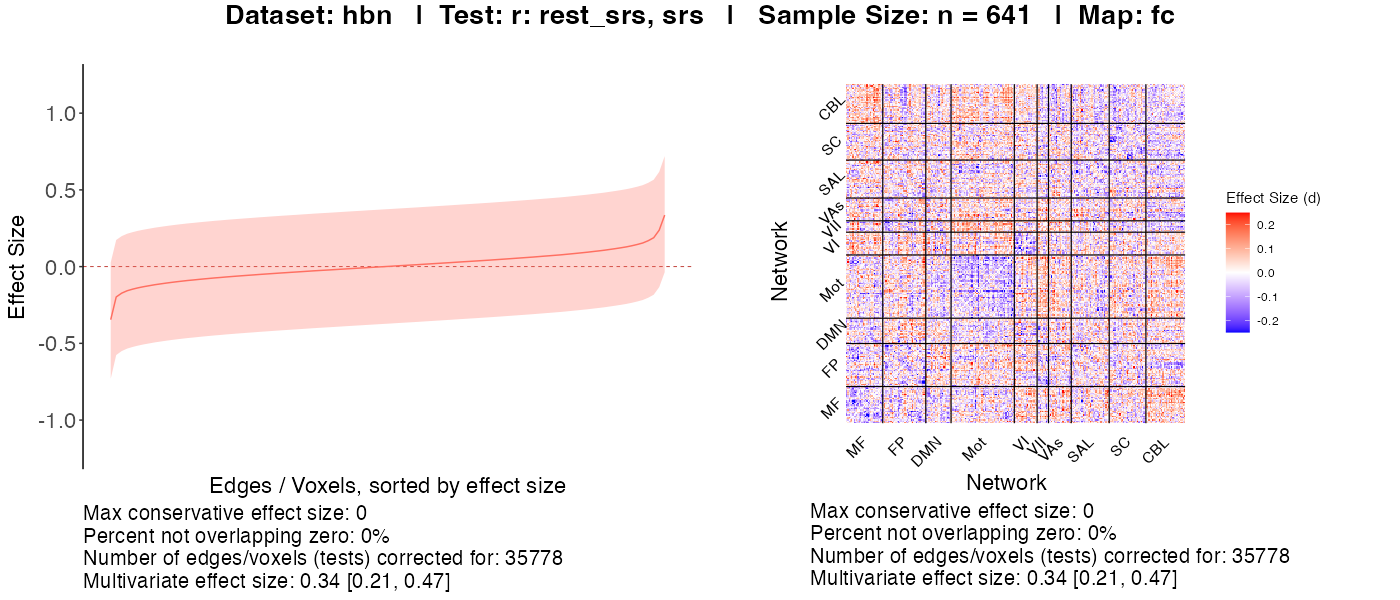 Dataset: hbn | Test: r: rest_srs, srs | Sample Size: n = 641 | Map: fc
Effect Size
1.0
0.5
0.0
-0.5
-1.0
Edges / Voxels, sorted by effect size
Max conservative effect size: 0
Percent not overlapping zero: 0%
Number of edges/voxels (tests) corrected for: 35778
Multivariate effect size: 0.34 [0.21, 0.47]
Network
CBL
SC
SAL
VAs
VII
VI
Mot
DMN
FP
MF
MF
FP
DMN
Mot
VI
VII
VAs
SAL
SC
CBL
Network
Effect Size (d)
0.2
0.1
0.0
-0.1
-0.2
Max conservative effect size: 0
Percent not overlapping zero: 0%
Number of edges/voxels (tests) corrected for: 35778
Multivariate effect size: 0.34 [0.21, 0.47]